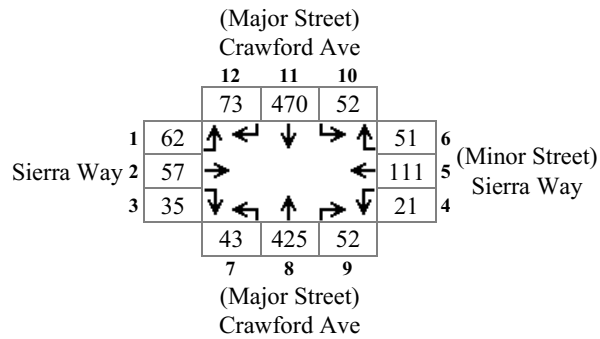 (Major Street)
Crawford Ave
12 11 10
73 470 52
1 62 51 6
Sierra Way 2 57 111 5 (Minor Street)
Sierra Way
3 35 21 4
43 425 52
7 8 9
(Major Street)
Crawford Ave